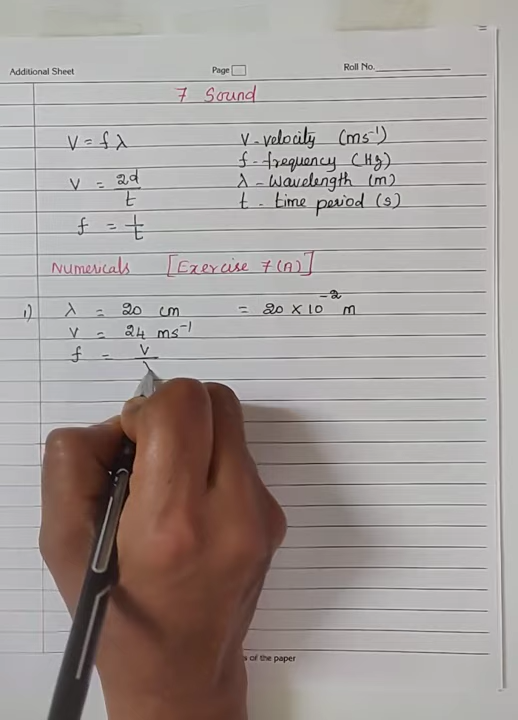 Additional Sheet Page Roll No.
7 Sound
V = f λ V - velocity (ms⁻¹)
f - frequency (Hz)
V = 2d/t λ - Wavelength (m)
t - time period (s)
f = 1/t
Numericals [Exercise 7(A)]
1) λ = 20 cm = 20 × 10⁻² m
V = 24 ms⁻¹
f = V/λ
of the paper